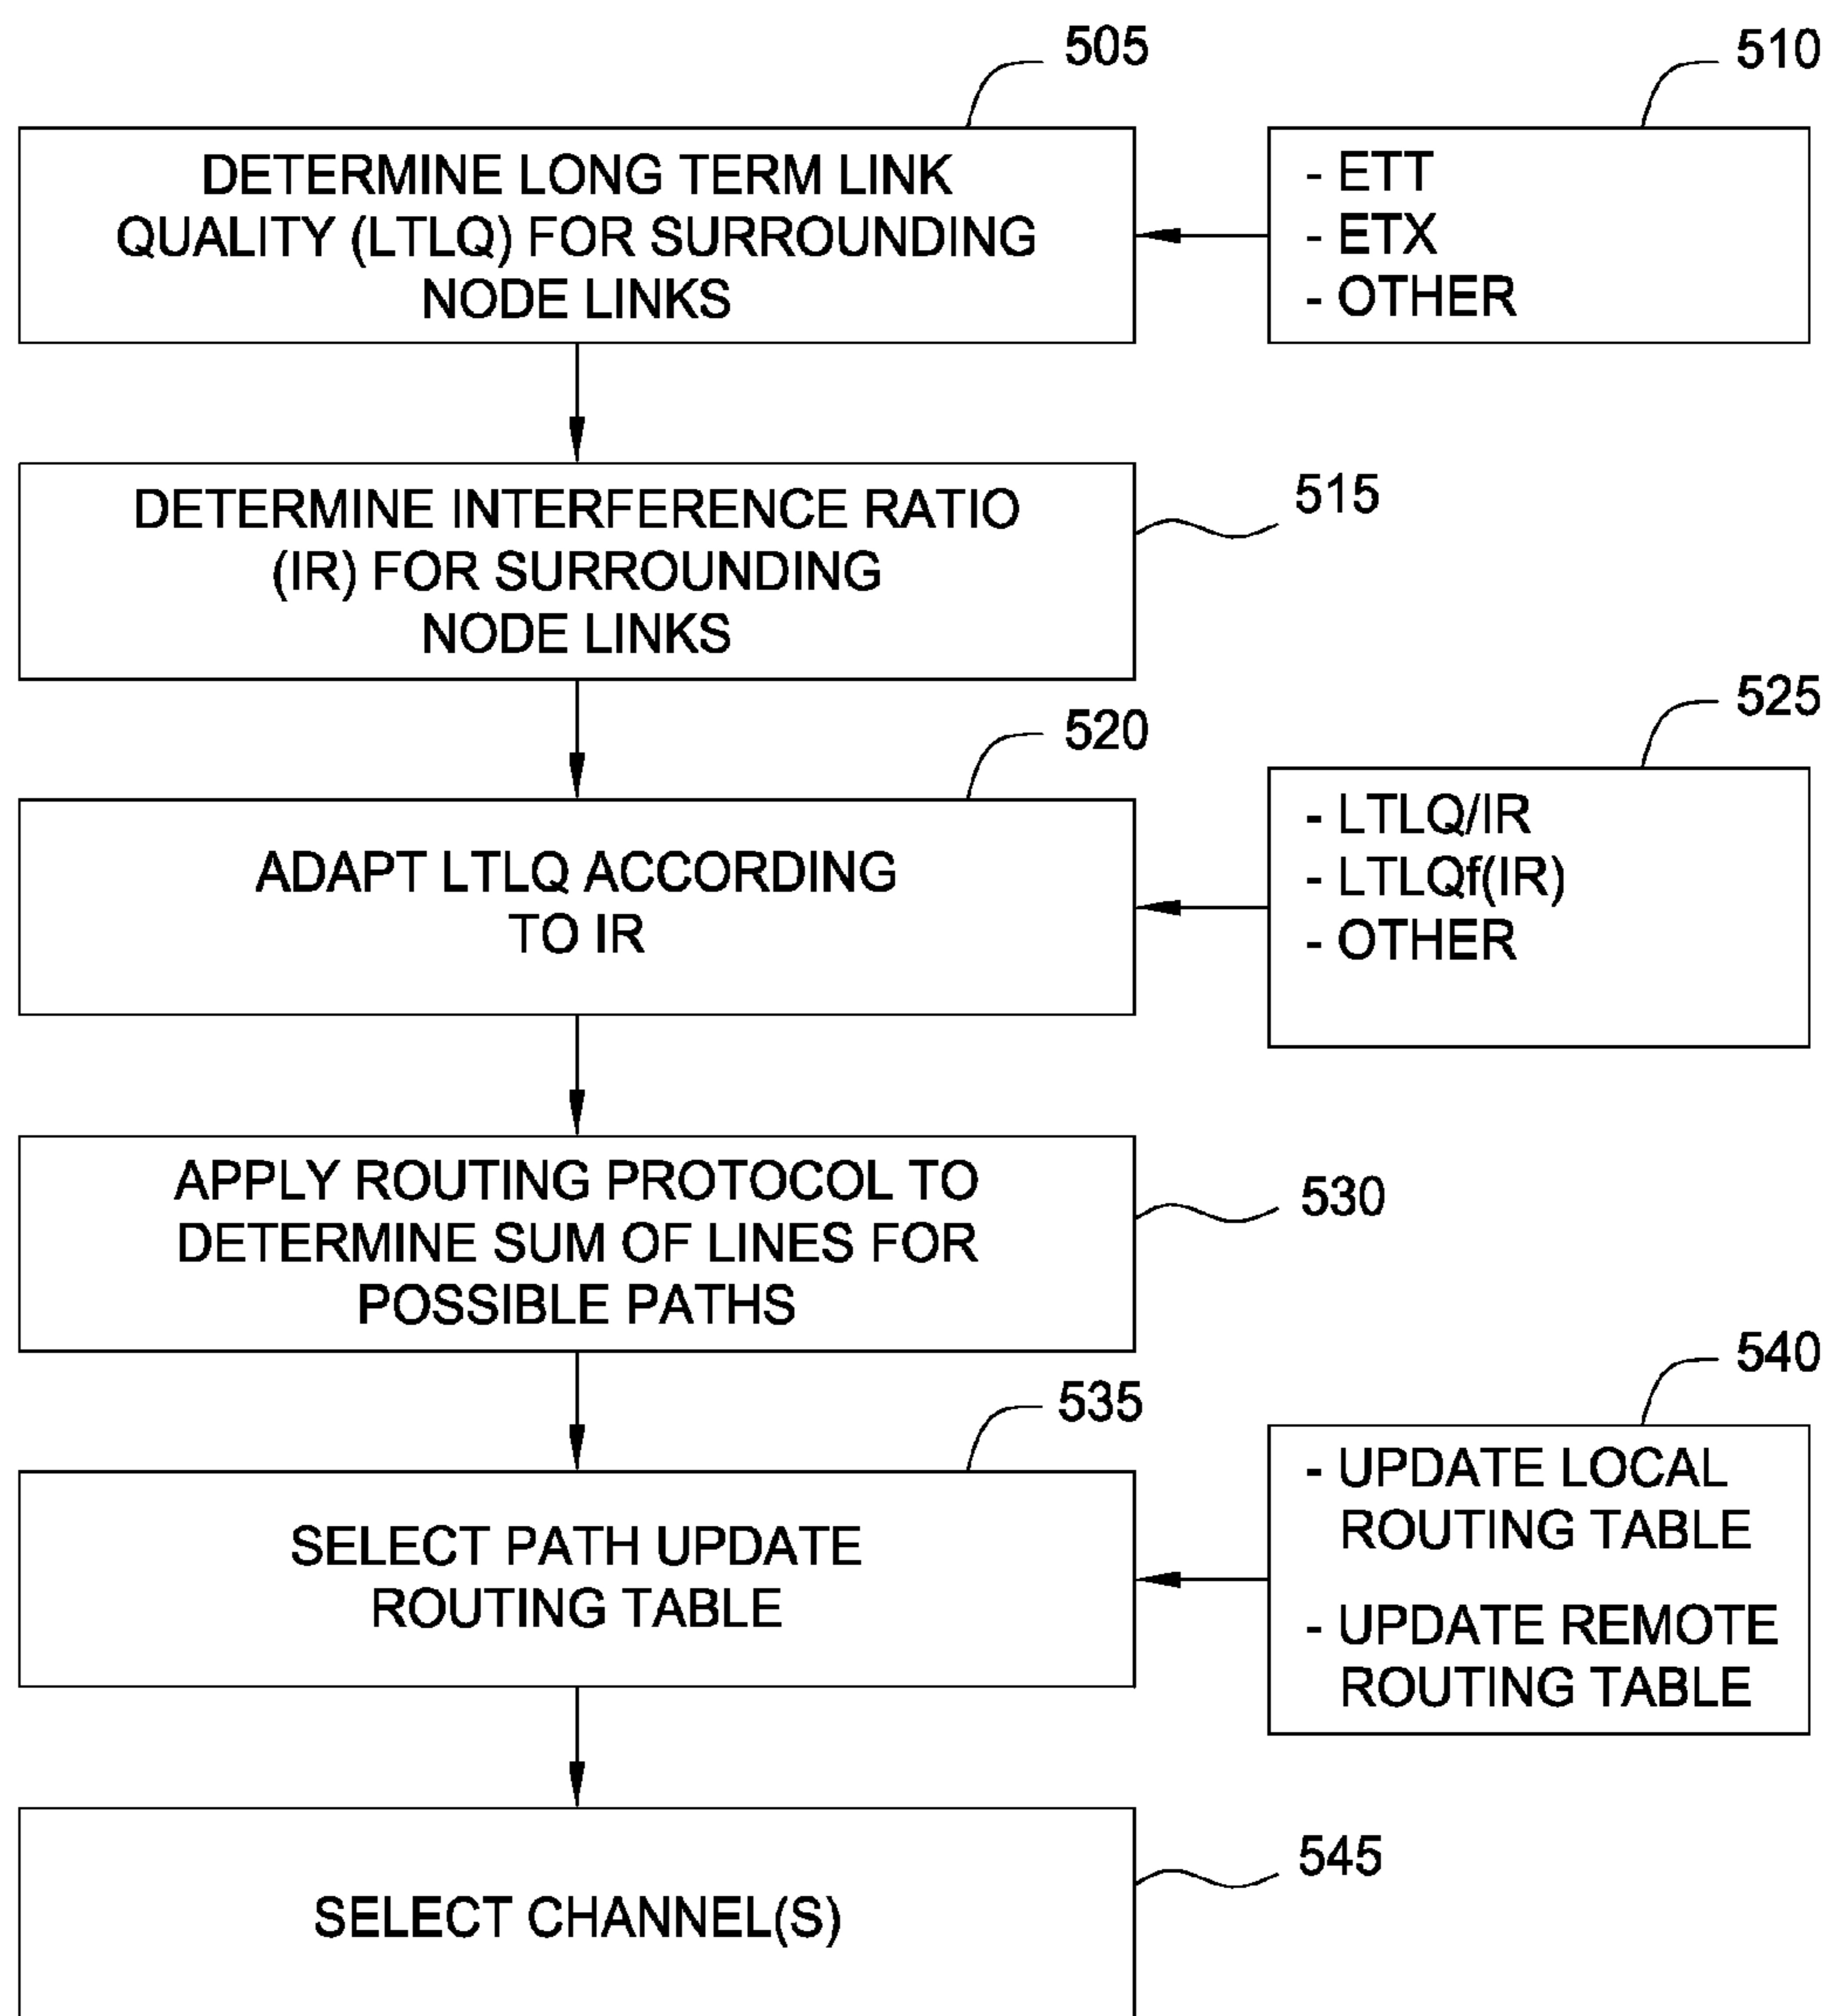 505
510
DETERMINE LONG TERM LINK
QUALITY (LTLQ) FOR SURROUNDING
NODE LINKS
- ETT
- ETX
- OTHER
DETERMINE INTERFERENCE RATIO
(IR) FOR SURROUNDING
NODE LINKS
515
520
525
ADAPT LTLQ ACCORDING
TO IR
- LTLQ/IR
- LTLQf(IR)
- OTHER
APPLY ROUTING PROTOCOL TO
DETERMINE SUM OF LINES FOR
POSSIBLE PATHS
530
535
540
SELECT PATH UPDATE
ROUTING TABLE
- UPDATE LOCAL
ROUTING TABLE
- UPDATE REMOTE
ROUTING TABLE
SELECT CHANNEL(S)
545